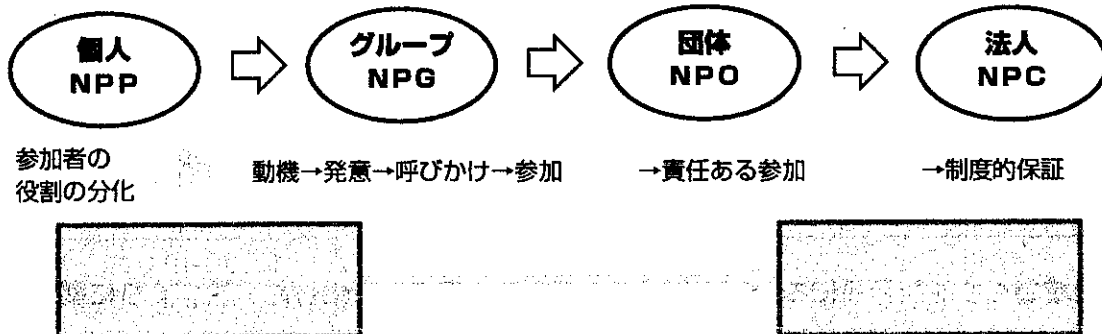 個人 グループ 団体 法人
NPP NPG NPO NPC
参加者の
役割の分化
動機→発意→呼びかけ→参加 →責任ある参加 →制度的保証